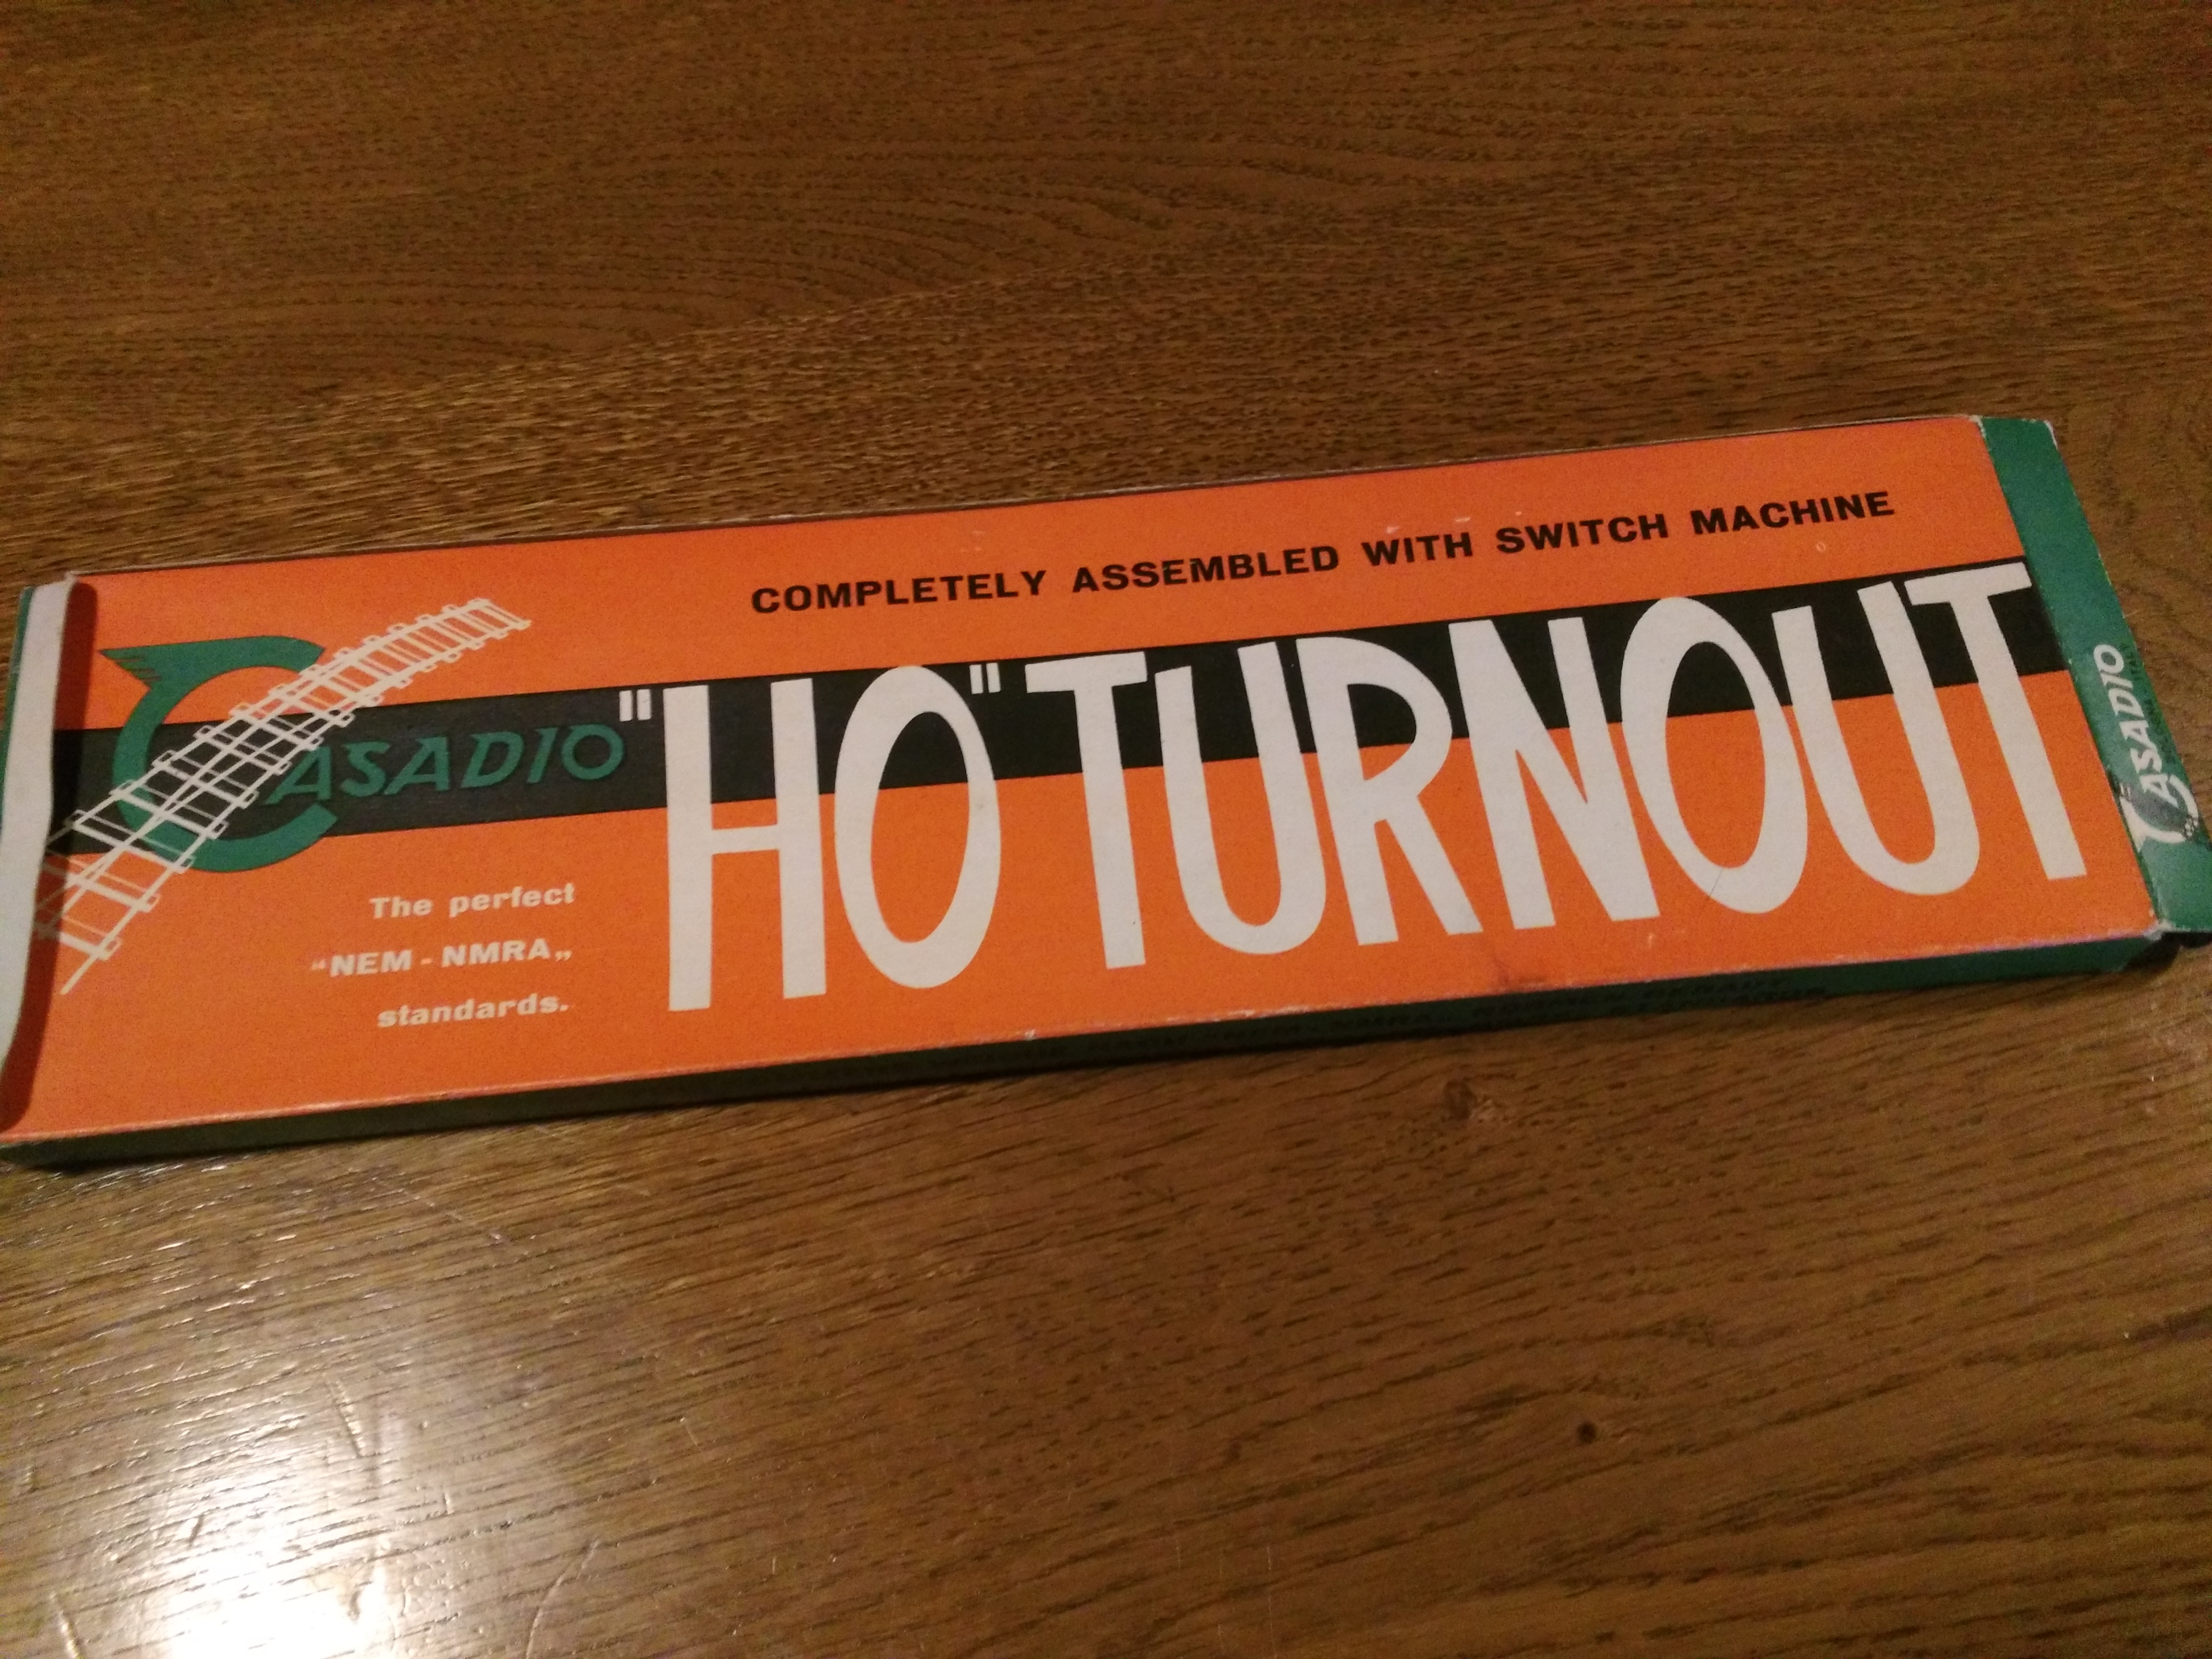 COMPLETELY ASSEMBLED WITH SWITCH MACHINE
CASADIO "HO" TURNOUT
The perfect
"NEM - NMRA„
standards.
CASADIO